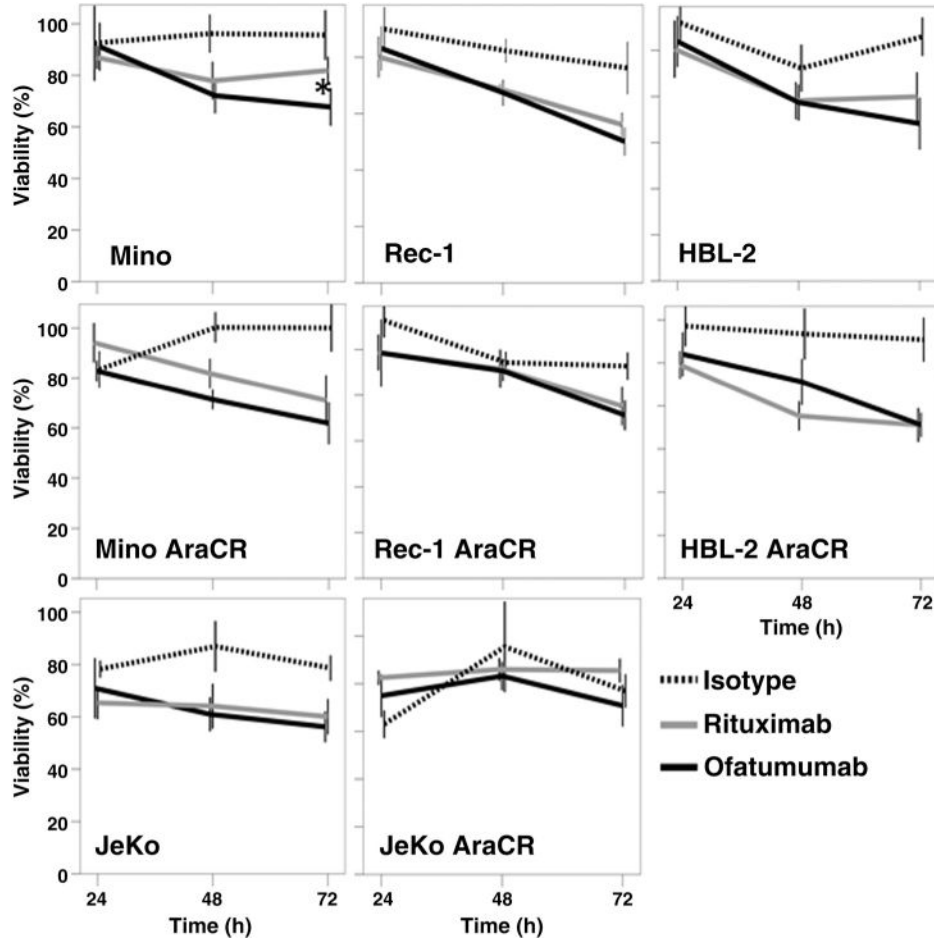 Viability (%)
100
80
60
40
20
0
*
Mino
Rec-1
HBL-2
Viability (%)
100
80
60
40
20
0
Mino AraCR
Rec-1 AraCR
HBL-2 AraCR
24
48
72
Time (h)
Viability (%)
100
80
60
40
20
0
JeKo
JeKo AraCR
24
48
72
Time (h)
24
48
72
Time (h)
Isotype
Rituximab
Ofatumumab